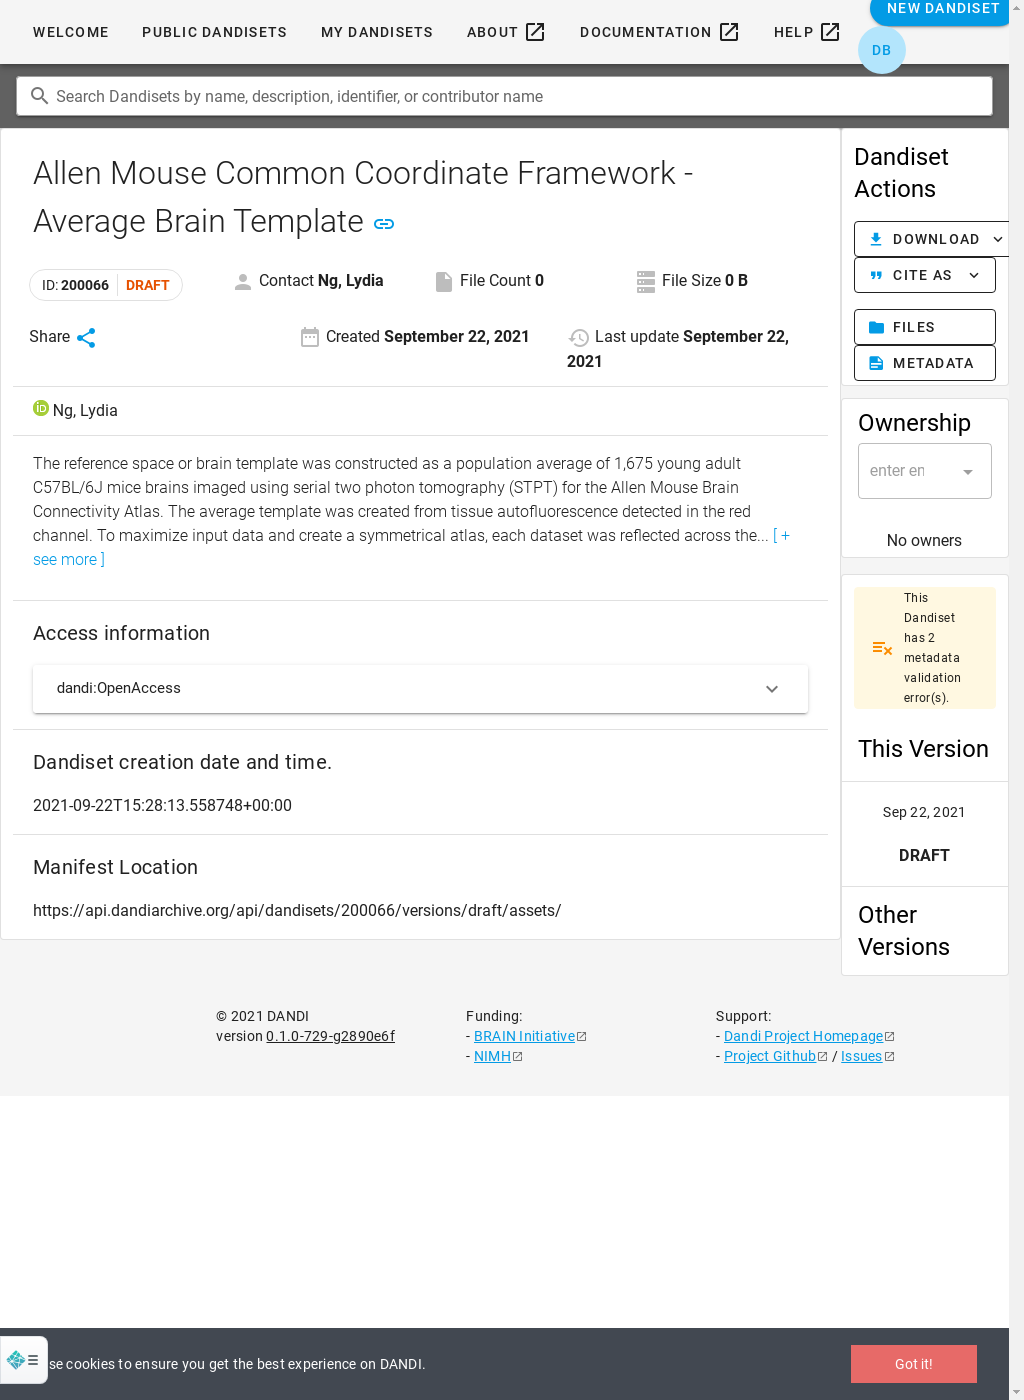 WELCOME PUBLIC DANDISETS MY DANDISETS ABOUT DOCUMENTATION HELP NEW DANDISET
DB
Search Dandisets by name, description, identifier, or contributor name
Allen Mouse Common Coordinate Framework -
Average Brain Template
ID: 200066 DRAFT
Contact Ng, Lydia
File Count 0
File Size 0 B
Share
Created September 22, 2021
Last update September 22,
2021
Ng, Lydia
The reference space or brain template was constructed as a population average of 1,675 young adult
C57BL/6J mice brains imaged using serial two photon tomography (STPT) for the Allen Mouse Brain
Connectivity Atlas. The average template was created from tissue autofluorescence detected in the red
channel. To maximize input data and create a symmetrical atlas, each dataset was reflected across the... [ +
see more ]
Access information
dandi:OpenAccess
Dandiset creation date and time.
2021-09-22T15:28:13.558748+00:00
Manifest Location
https://api.dandiarchive.org/api/dandisets/200066/versions/draft/assets/
Dandiset
Actions
DOWNLOAD
CITE AS
FILES
METADATA
Ownership
enter en
No owners
This
Dandiset
has 2
metadata
validation
error(s).
This Version
Sep 22, 2021
DRAFT
Other
Versions
© 2021 DANDI
version 0.1.0-729-g2890e6f
Funding:
- BRAIN Initiative
- NIMH
Support:
- Dandi Project Homepage
- Project Github / Issues
se cookies to ensure you get the best experience on DANDI.
Got it!